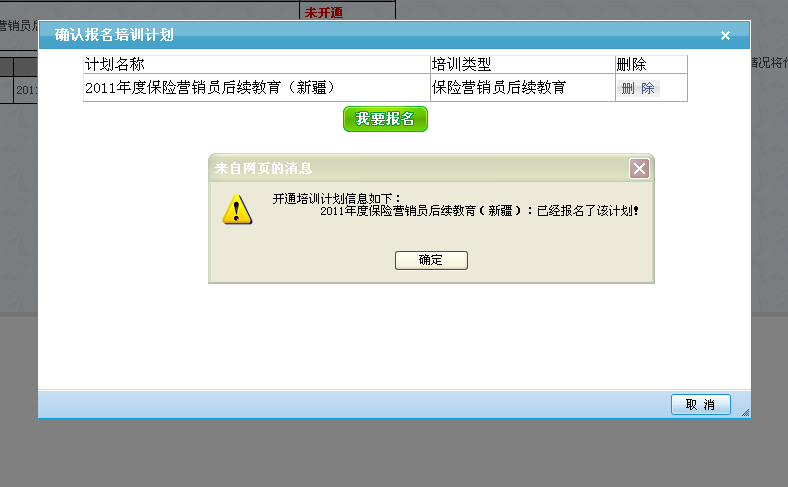 未开通
营销员后
确认报名培训计划
情况将作
计划名称 培训类型 删除
2011年度保险营销员后续教育（新疆） 保险营销员后续教育 删 除
2011
我要报名
来自网页的消息
开通培训计划信息如下：
2011年度保险营销员后续教育（新疆）：已经报名了该计划！
确定
取 消